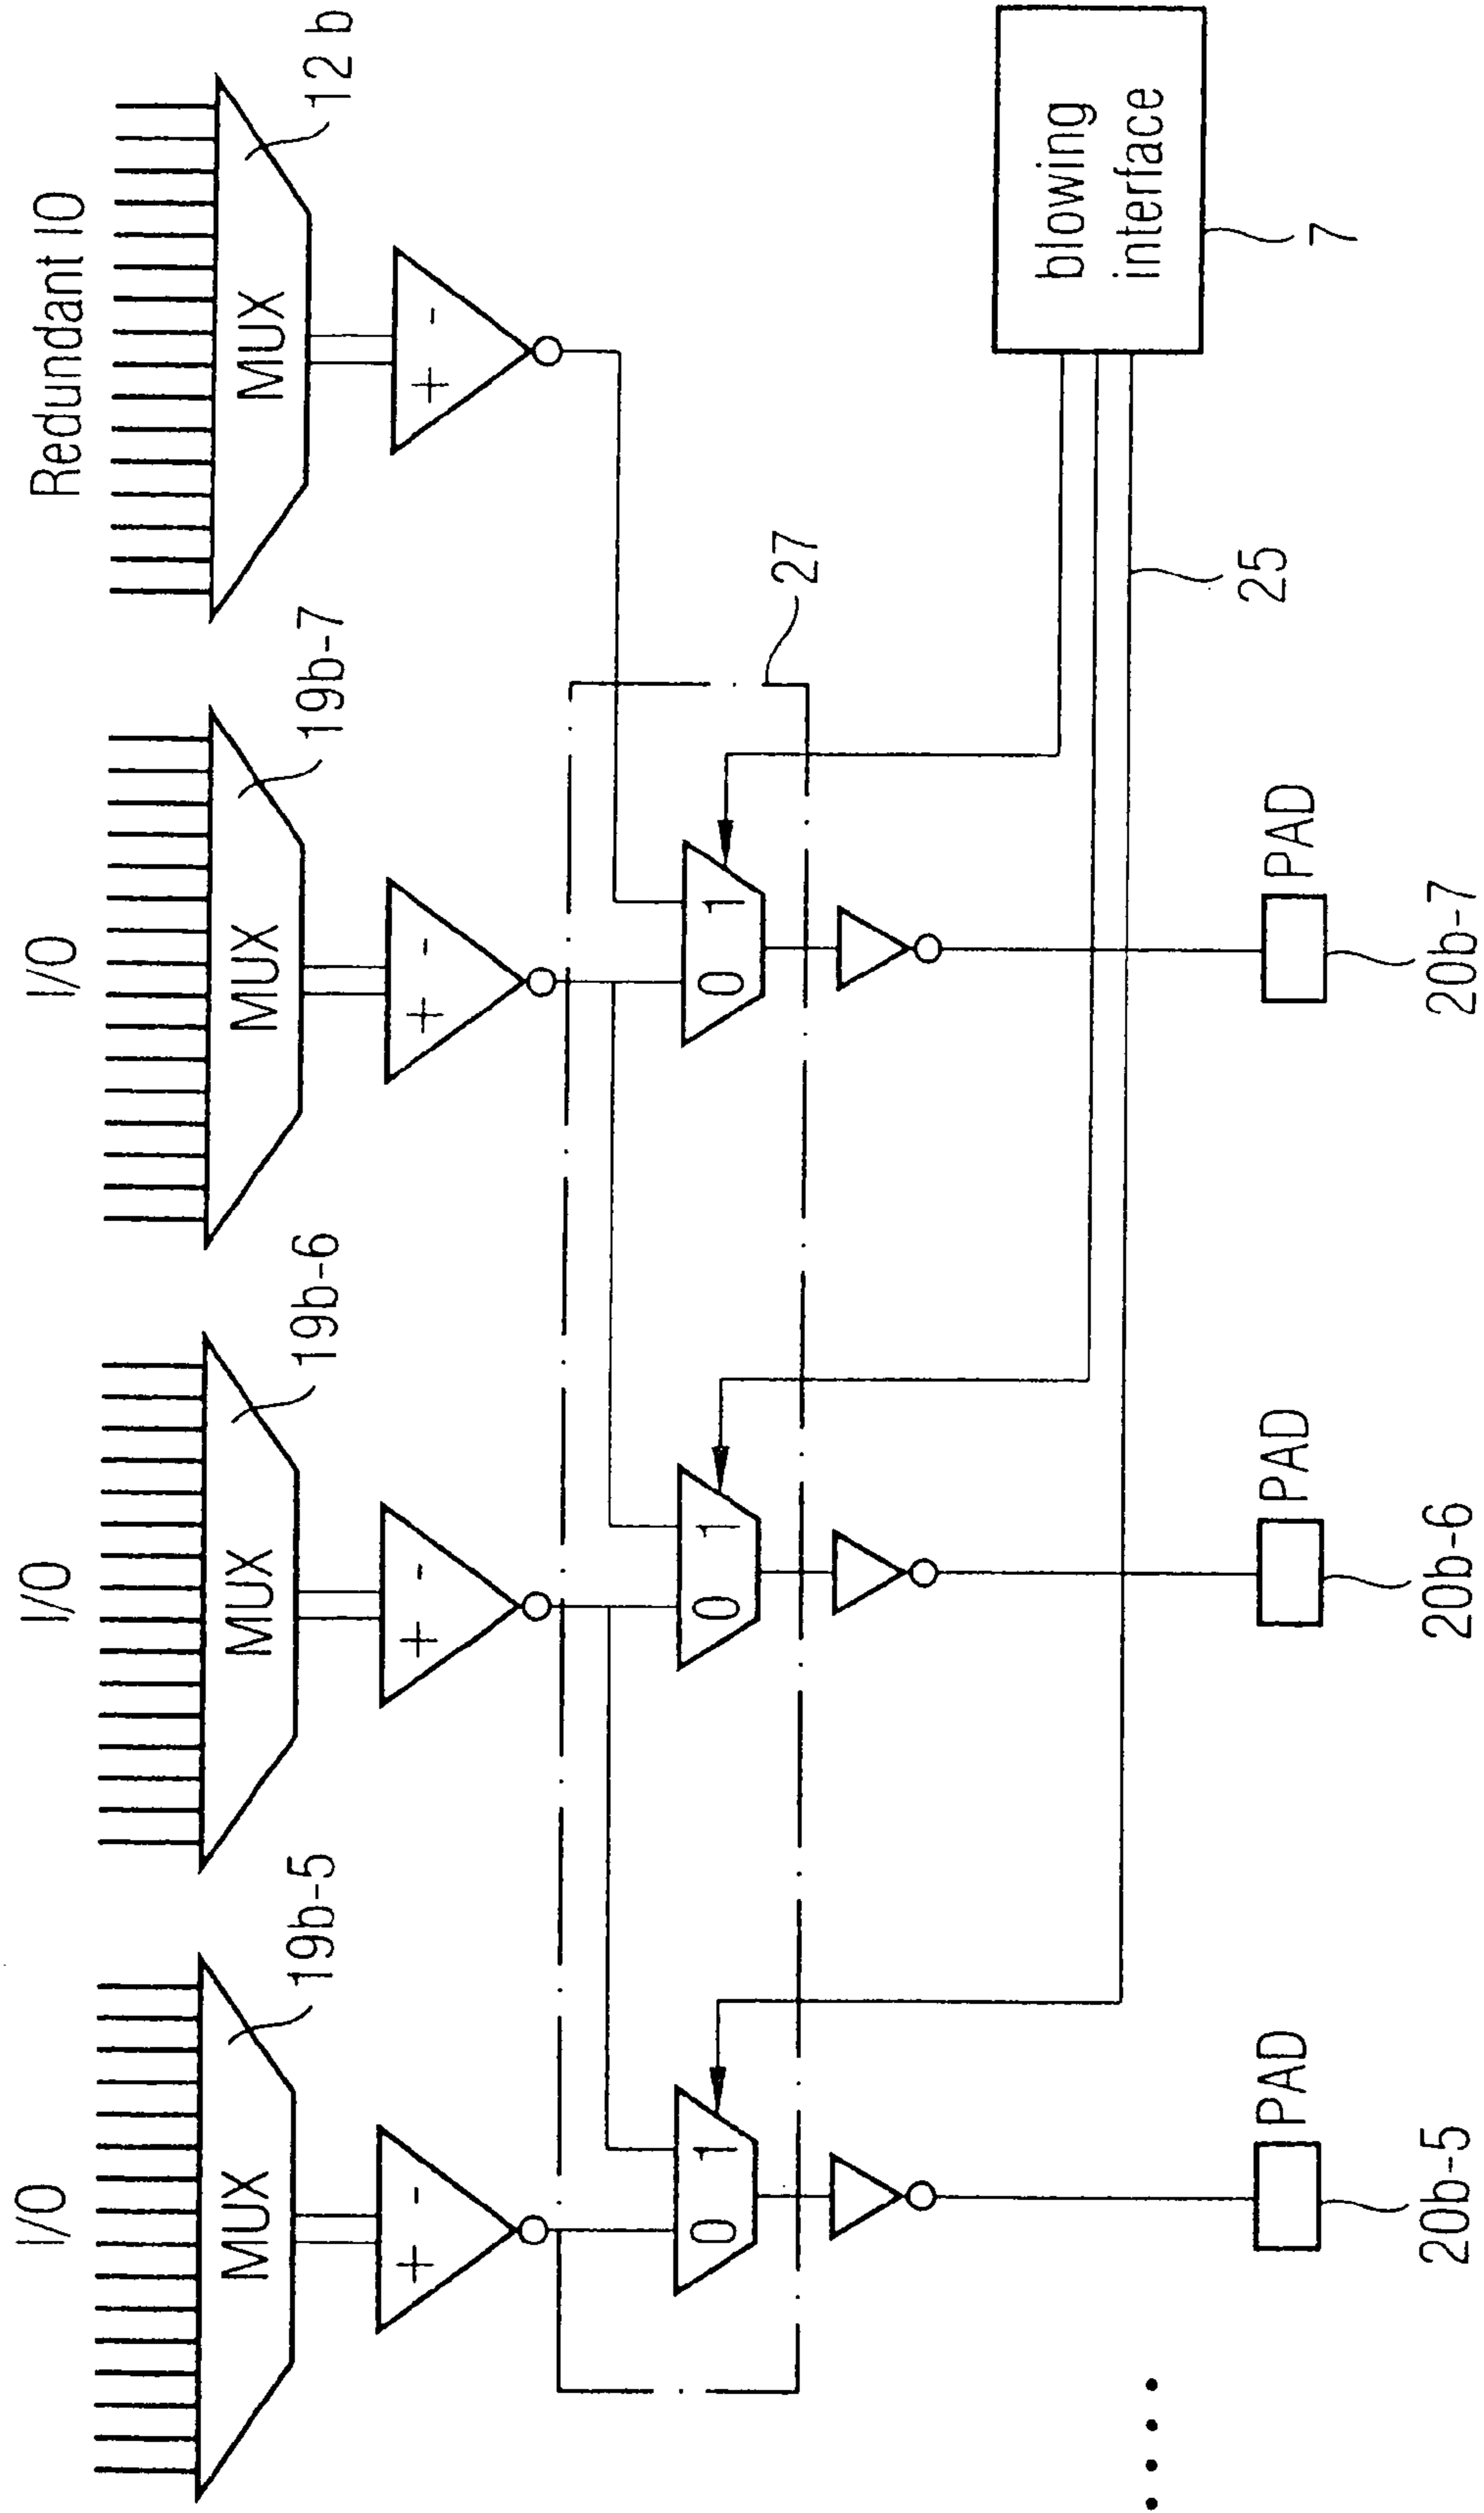 I/O
I/O
I/O
Redundant IO
19b-5
19b-6
19b-7
12b
MUX
MUX
MUX
MUX
+ -
+ -
+ -
+ -
27
0 1
0 1
0 1
blowing
interface
25
7
PAD
PAD
PAD
20b-5
20b-6
20b-7